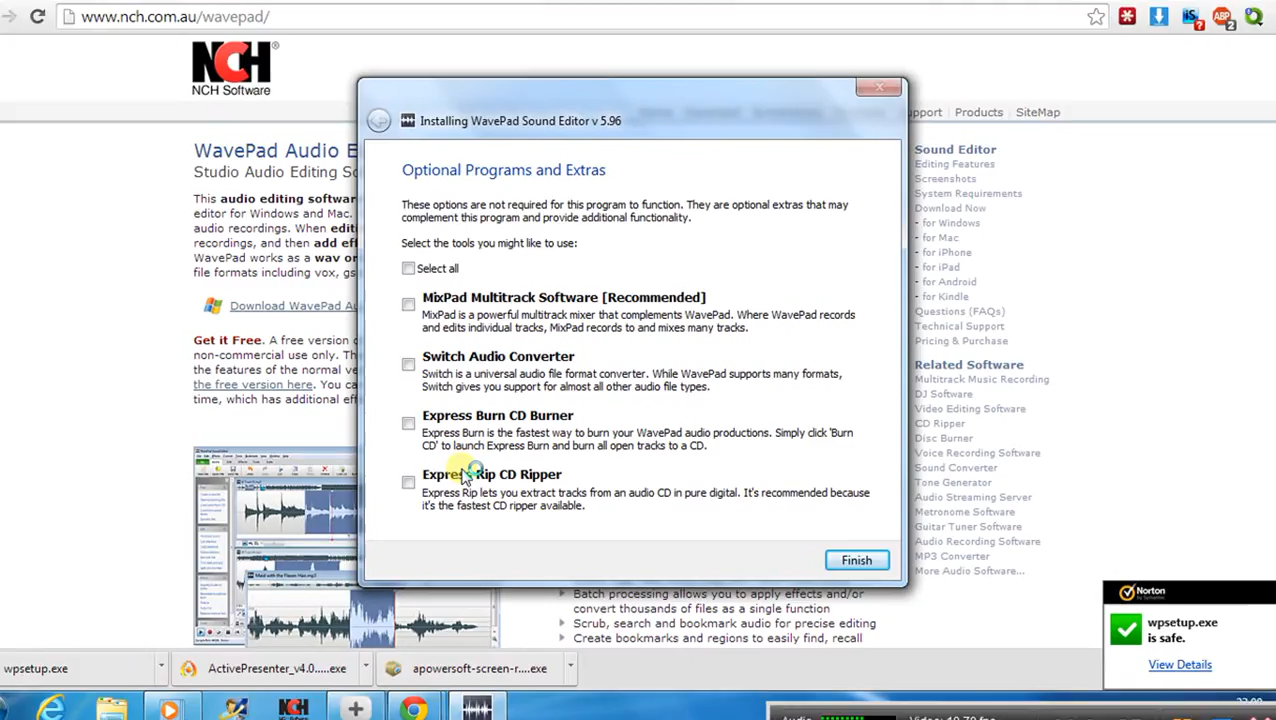 www.nch.com.au/wavepad/
NCH
NCH Software
Support Products SiteMap
WavePad Audio E
Studio Audio Editing So
This audio editing software
editor for Windows and Mac.
audio recordings. When edit
recordings, and then add eff
WavePad works as a wav or
file formats including vox, gs
Download WavePad Au
Get it Free. A free version o
non-commercial use only. The
the features of the normal ve
the free version here. You ca
time, which has additional eff
Installing WavePad Sound Editor v 5.96
Optional Programs and Extras
These options are not required for this program to function. They are optional extras that may
complement this program and provide additional functionality.
Select the tools you might like to use:
Select all
MixPad Multitrack Software [Recommended]
MixPad is a powerful multitrack mixer that complements WavePad. Where WavePad records
and edits individual tracks, MixPad records to and mixes many tracks.
Switch Audio Converter
Switch is a universal audio file format converter. While WavePad supports many formats,
Switch gives you support for almost all other audio file types.
Express Burn CD Burner
Express Burn is the fastest way to burn your WavePad audio productions. Simply click 'Burn
CD' to launch Express Burn and burn all open tracks to a CD.
Express Rip CD Ripper
Express Rip lets you extract tracks from an audio CD in pure digital. It's recommended because
it's the fastest CD ripper available.
Finish
Sound Editor
Editing Features
Screenshots
System Requirements
Download Now
- for Windows
- for Mac
- for iPhone
- for iPad
- for Android
- for Kindle
Questions (FAQs)
Technical Support
Pricing & Purchase
Related Software
Multitrack Music Recording
DJ Software
Video Editing Software
CD Ripper
Disc Burner
Voice Recording Software
Sound Converter
Tone Generator
Audio Streaming Server
Metronome Software
Guitar Tuner Software
Audio Recording Software
MP3 Converter
More Audio Software...
Batch processing allows you to apply effects and/or
convert thousands of files as a single function
Scrub, search and bookmark audio for precise editing
Create bookmarks and regions to easily find, recall
Norton
by Symantec
wpsetup.exe
is safe.
View Details
wpsetup.exe
ActivePresenter_v4.0.....exe
apowersoft-screen-r....exe
NCH